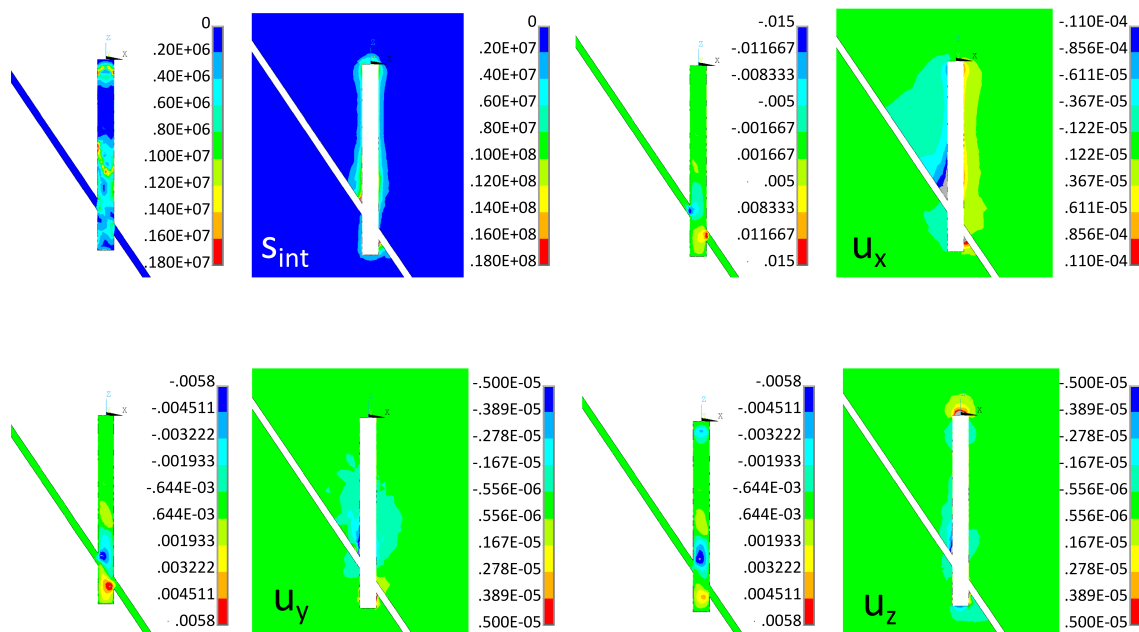 0
.20E+06
.40E+06
.60E+06
.80E+06
.100E+07
.120E+07
.140E+07
.160E+07
.180E+07
z
x
s_int
z
x
0
.20E+07
.40E+07
.60E+07
.80E+07
.100E+08
.120E+08
.140E+08
.160E+08
.180E+08
-.015
-.011667
-.008333
-.005
-.001667
.001667
.005
.008333
.011667
.015
z
x
u_x
z
x
-.110E-04
-.856E-04
-.611E-05
-.367E-05
-.122E-05
.122E-05
.367E-05
.611E-05
.856E-04
.110E-04
-.0058
-.004511
-.003222
-.001933
-.644E-03
.644E-03
.001933
.003222
.004511
.0058
z
x
u_y
z
x
-.500E-05
-.389E-05
-.278E-05
-.167E-05
-.556E-06
.556E-06
.167E-05
.278E-05
.389E-05
.500E-05
-.0058
-.004511
-.003222
-.001933
-.644E-03
.644E-03
.001933
.003222
.004511
.0058
z
x
u_z
z
x
-.500E-05
-.389E-05
-.278E-05
-.167E-05
-.556E-06
.556E-06
.167E-05
.278E-05
.389E-05
.500E-05